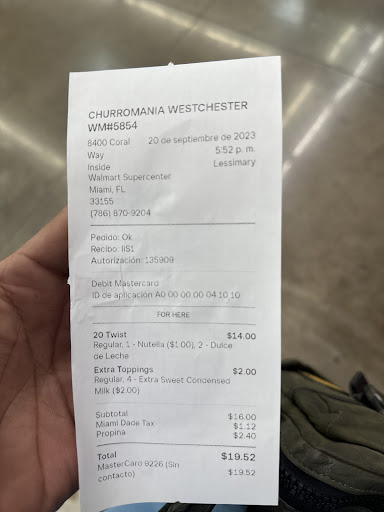 CHURROMANIA WESTCHESTER
WM#5854
8400 Coral 20 de septiembre de 2023
Way 5:52 p. m.
Inside Lessimary
Walmart Supercenter
Miami, FL
33155
(786) 870-9204
Pedido: Ok
Recibo: IIS1
Autorización: 135909
Debit Mastercard
ID de aplicación A0 00 00 00 04 10 10
FOR HERE
20 Twist $14.00
Regular, 1 - Nutella ($1.00), 2 - Dulce
de Leche
Extra Toppings $2.00
Regular, 4 - Extra Sweet Condensed
Milk ($2.00)
Subtotal $16.00
Miami Dade Tax $1.12
Propina $2.40
Total $19.52
MasterCard 9226 (Sin $19.52
contacto)